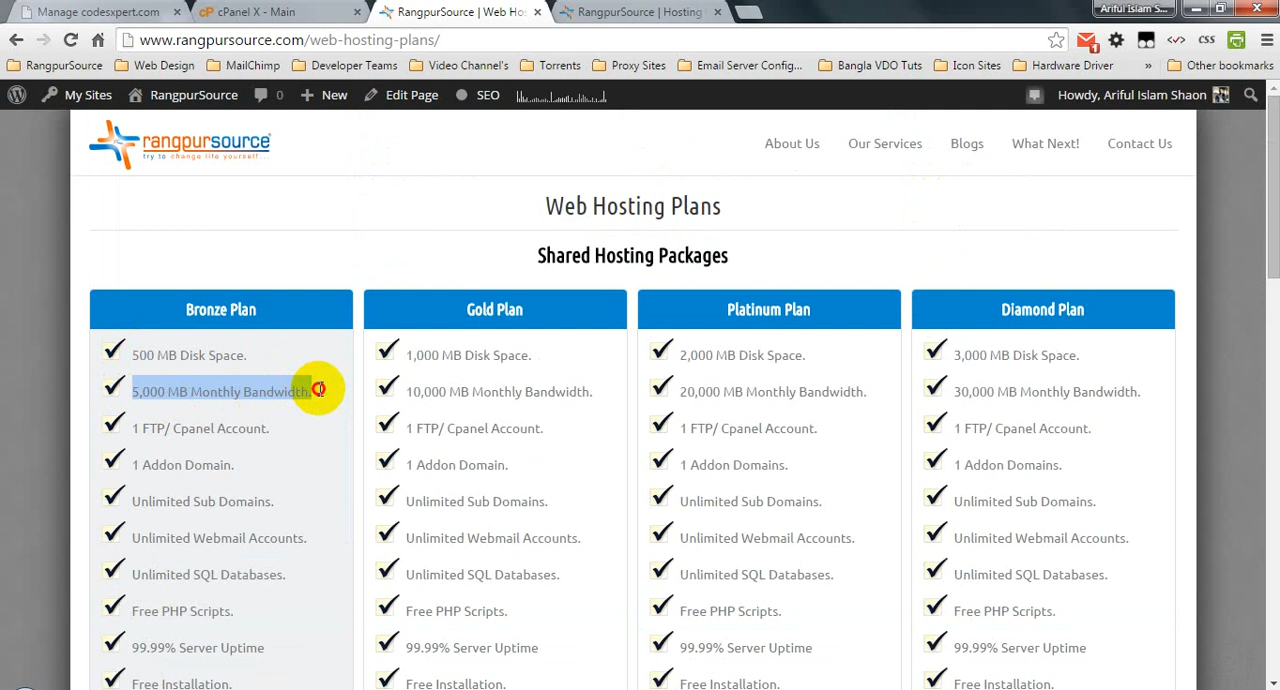 Manage codesxpert.com
cPanel X - Main
RangpurSource | Web Ho
RangpurSource | Hosting
Ariful Islam S...
www.rangpursource.com/web-hosting-plans/
1
CSS
RangpurSource
Web Design
MailChimp
Developer Teams
Video Channel's
Torrents
Proxy Sites
Email Server Config...
Bangla VDO Tuts
Icon Sites
Hardware Driver
»
Other bookmarks
My Sites
RangpurSource
0
New
Edit Page
SEO
Howdy, Ariful Islam Shaon
rangpursource
try to change life yourself...
About Us
Our Services
Blogs
What Next!
Contact Us
Web Hosting Plans
Shared Hosting Packages
Bronze Plan
500 MB Disk Space.
5,000 MB Monthly Bandwidth.
1 FTP/ Cpanel Account.
1 Addon Domain.
Unlimited Sub Domains.
Unlimited Webmail Accounts.
Unlimited SQL Databases.
Free PHP Scripts.
99.99% Server Uptime
Free Installation.
Gold Plan
1,000 MB Disk Space.
10,000 MB Monthly Bandwidth.
1 FTP/ Cpanel Account.
1 Addon Domain.
Unlimited Sub Domains.
Unlimited Webmail Accounts.
Unlimited SQL Databases.
Free PHP Scripts.
99.99% Server Uptime
Free Installation.
Platinum Plan
2,000 MB Disk Space.
20,000 MB Monthly Bandwidth.
1 FTP/ Cpanel Account.
1 Addon Domains.
Unlimited Sub Domains.
Unlimited Webmail Accounts.
Unlimited SQL Databases.
Free PHP Scripts.
99.99% Server Uptime
Free Installation.
Diamond Plan
3,000 MB Disk Space.
30,000 MB Monthly Bandwidth.
1 FTP/ Cpanel Account.
1 Addon Domains.
Unlimited Sub Domains.
Unlimited Webmail Accounts.
Unlimited SQL Databases.
Free PHP Scripts.
99.99% Server Uptime
Free Installation.